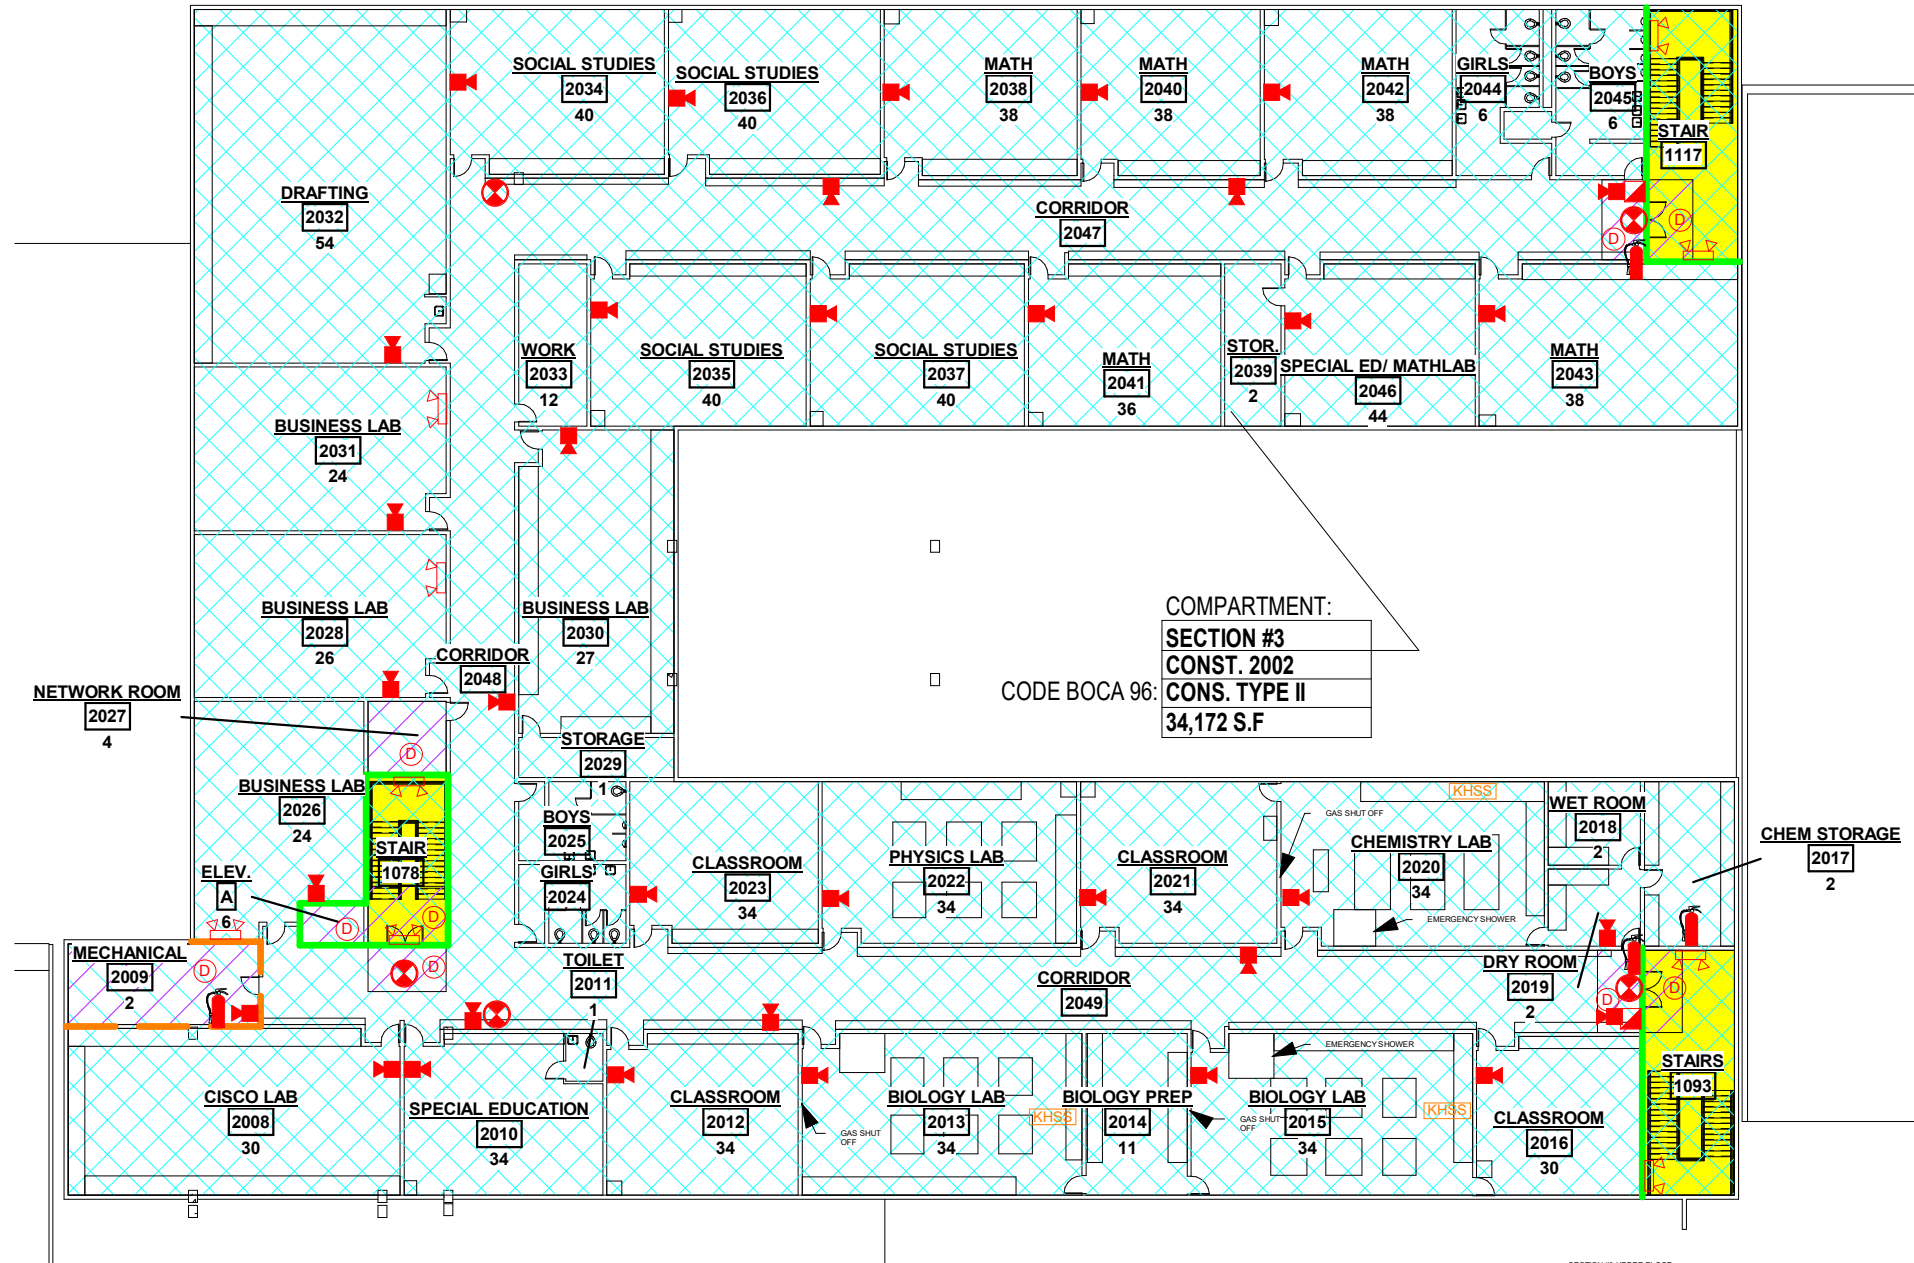 SOCIAL STUDIES
2034
40
SOCIAL STUDIES
2036
40
MATH
2038
38
MATH
2040
38
MATH
2042
38
GIRLS
2044
6
BOYS
2045
6
STAIR
1117
DRAFTING
2032
54
CORRIDOR
2047
D
D
WORK
2033
12
SOCIAL STUDIES
2035
40
SOCIAL STUDIES
2037
40
MATH
2041
36
STOR.
2039
2
SPECIAL ED/ MATHLAB
2046
44
MATH
2043
38
BUSINESS LAB
2031
24
BUSINESS LAB
2028
26
BUSINESS LAB
2030
27
COMPARTMENT:
SECTION #3
CONST. 2002
CODE BOCA 96: CONS. TYPE II
34,172 S.F
CORRIDOR
2048
NETWORK ROOM
2027
4
D
STORAGE
2029
1
BUSINESS LAB
2026
24
STAIR
1078
BOYS
2025
GIRLS
2024
CLASSROOM
2023
34
PHYSICS LAB
2022
34
CLASSROOM
2021
34
GAS SHUT OFF
KHSS
CHEMISTRY LAB
2020
34
EMERGENCY SHOWER
WET ROOM
2018
2
CHEM STORAGE
2017
2
ELEV.
A
6
D
D
D
MECHANICAL
2009
2
D
TOILET
2011
1
CORRIDOR
2049
DRY ROOM
2019
2
D
D
CISCO LAB
2008
30
SPECIAL EDUCATION
2010
34
CLASSROOM
2012
34
GAS SHUT
OFF
BIOLOGY LAB
2013
34
KHSS
BIOLOGY PREP
2014
11
GAS SHUT
OFF
EMERGENCY SHOWER
BIOLOGY LAB
2015
34
KHSS
CLASSROOM
2016
30
STAIRS
1093